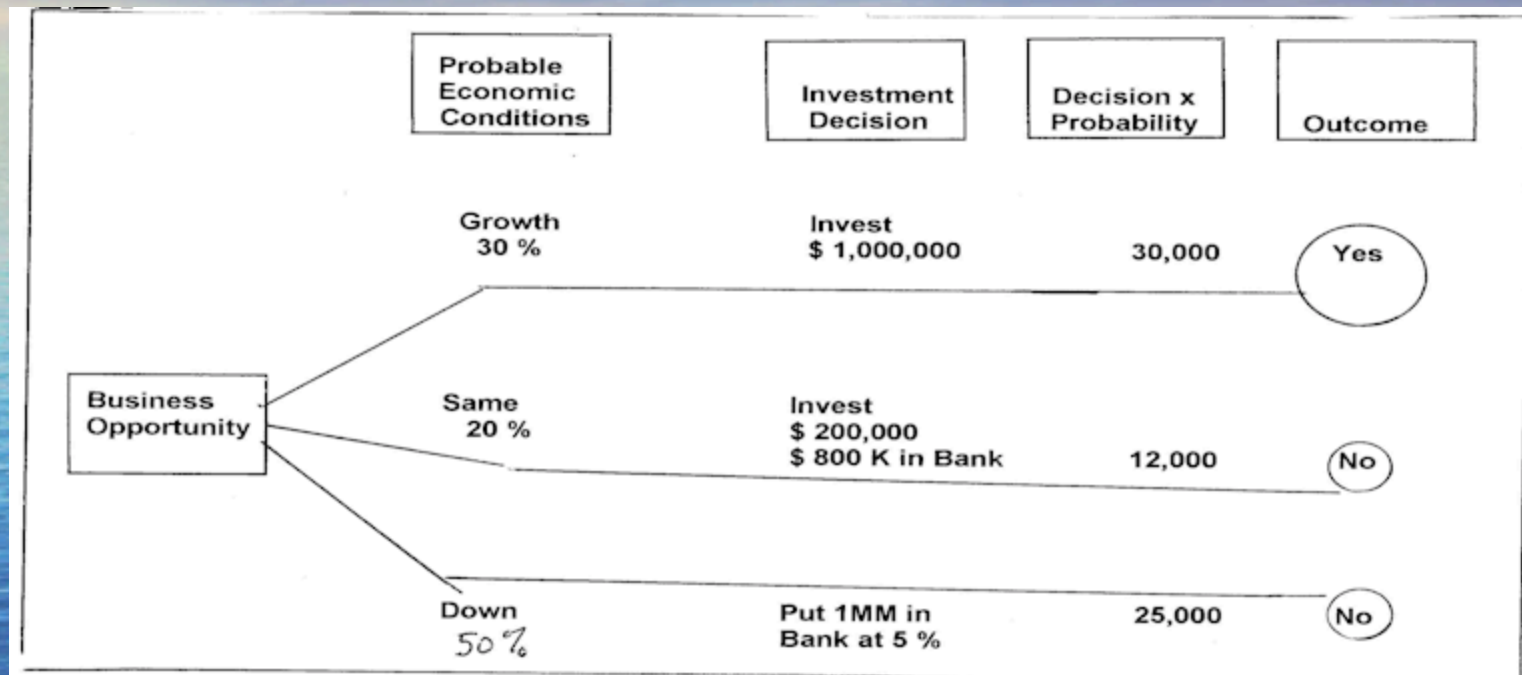 Probable
Economic
Conditions
Investment
Decision
Decision x
Probability
Outcome
Growth
30 %
Invest
$ 1,000,000
30,000
Yes
Business
Opportunity
Same
20 %
Invest
$ 200,000
$ 800 K in Bank
12,000
No
Down
50%
Put 1MM in
Bank at 5 %
25,000
No